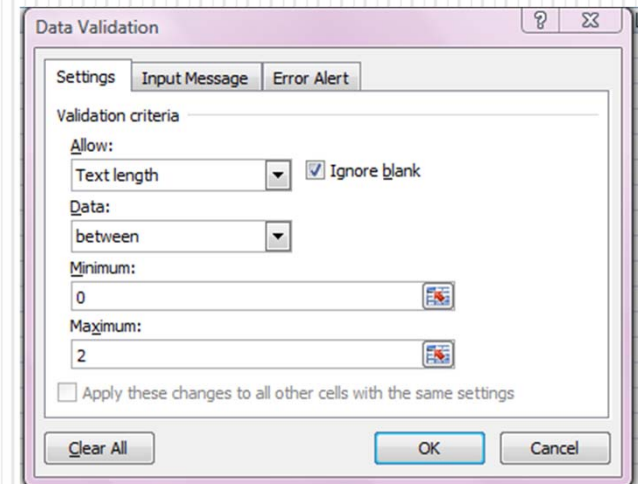 Data Validation
Settings Input Message Error Alert
Validation criteria
Allow:
Text length Ignore blank
Data:
between
Minimum:
0
Maximum:
2
Apply these changes to all other cells with the same settings
Clear All OK Cancel